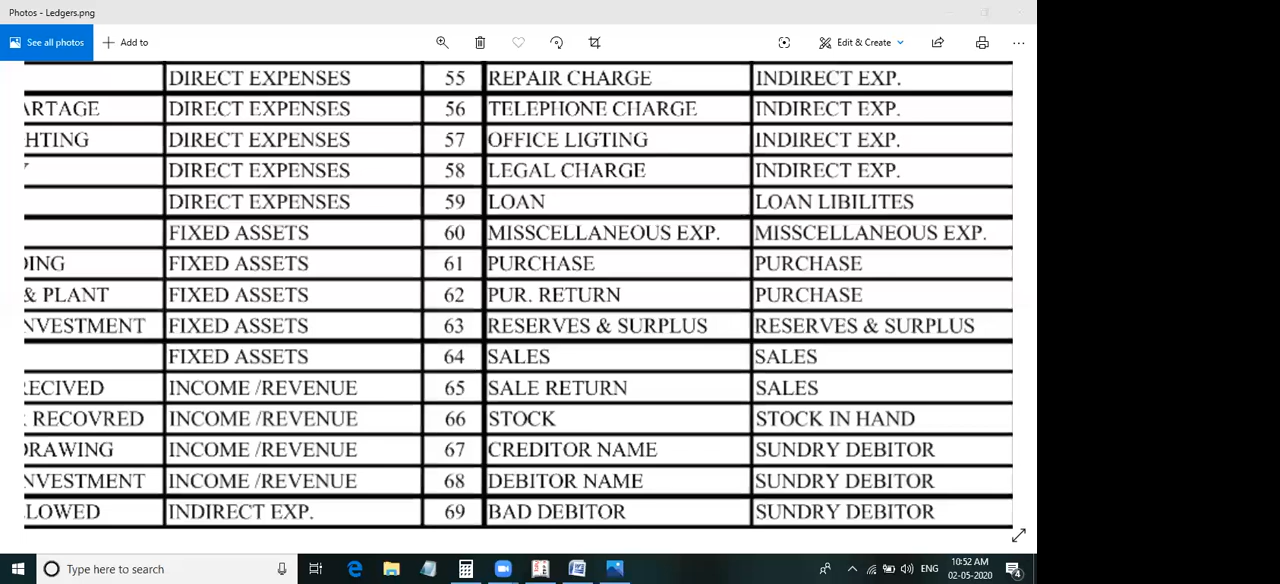 Photos - Ledgers.png
See all photos Add to Edit & Create
DIRECT EXPENSES 55 REPAIR CHARGE INDIRECT EXP.
ARTAGE DIRECT EXPENSES 56 TELEPHONE CHARGE INDIRECT EXP.
HTING DIRECT EXPENSES 57 OFFICE LIGTING INDIRECT EXP.
DIRECT EXPENSES 58 LEGAL CHARGE INDIRECT EXP.
DIRECT EXPENSES 59 LOAN LOAN LIBILITES
FIXED ASSETS 60 MISSCELLANEOUS EXP. MISSCELLANEOUS EXP.
DING FIXED ASSETS 61 PURCHASE PURCHASE
& PLANT FIXED ASSETS 62 PUR. RETURN PURCHASE
NVESTMENT FIXED ASSETS 63 RESERVES & SURPLUS RESERVES & SURPLUS
FIXED ASSETS 64 SALES SALES
RECIVED INCOME /REVENUE 65 SALE RETURN SALES
RECOVRED INCOME /REVENUE 66 STOCK STOCK IN HAND
DRAWING INCOME /REVENUE 67 CREDITOR NAME SUNDRY DEBITOR
NVESTMENT INCOME /REVENUE 68 DEBITOR NAME SUNDRY DEBITOR
LOWED INDIRECT EXP. 69 BAD DEBITOR SUNDRY DEBITOR
Type here to search ENG 10:52 AM
02-05-2020 4